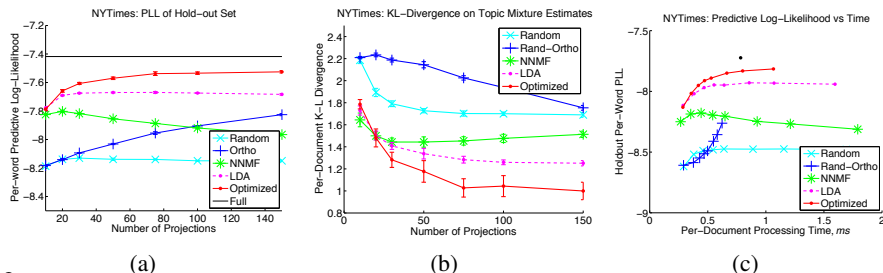 NYTimes: PLL of Hold-out Set
Per-word Predictive Log-Likelihood
-7.2
-7.4
-7.6
-7.8
-8
-8.2
-8.4
20
60
100
140
Number of Projections
Random
Ortho
NNMF
LDA
Optimized
Full
(a)
NYTimes: KL-Divergence on Topic Mixture Estimates
Per-Document K-L Divergence
2.4
2.2
2
1.8
1.6
1.4
1.2
1
0.8
0
50
100
150
Number of Projections
Random
Rand-Ortho
NNMF
LDA
Optimized
(b)
NYTimes: Predictive Log-Likelihood vs Time
Holdout Per-Word PLL
-8
-8.5
-9
0
0.5
1
1.5
2
Per-Document Processing Time, ms
Random
Rand-Ortho
NNMF
LDA
Optimized
(c)